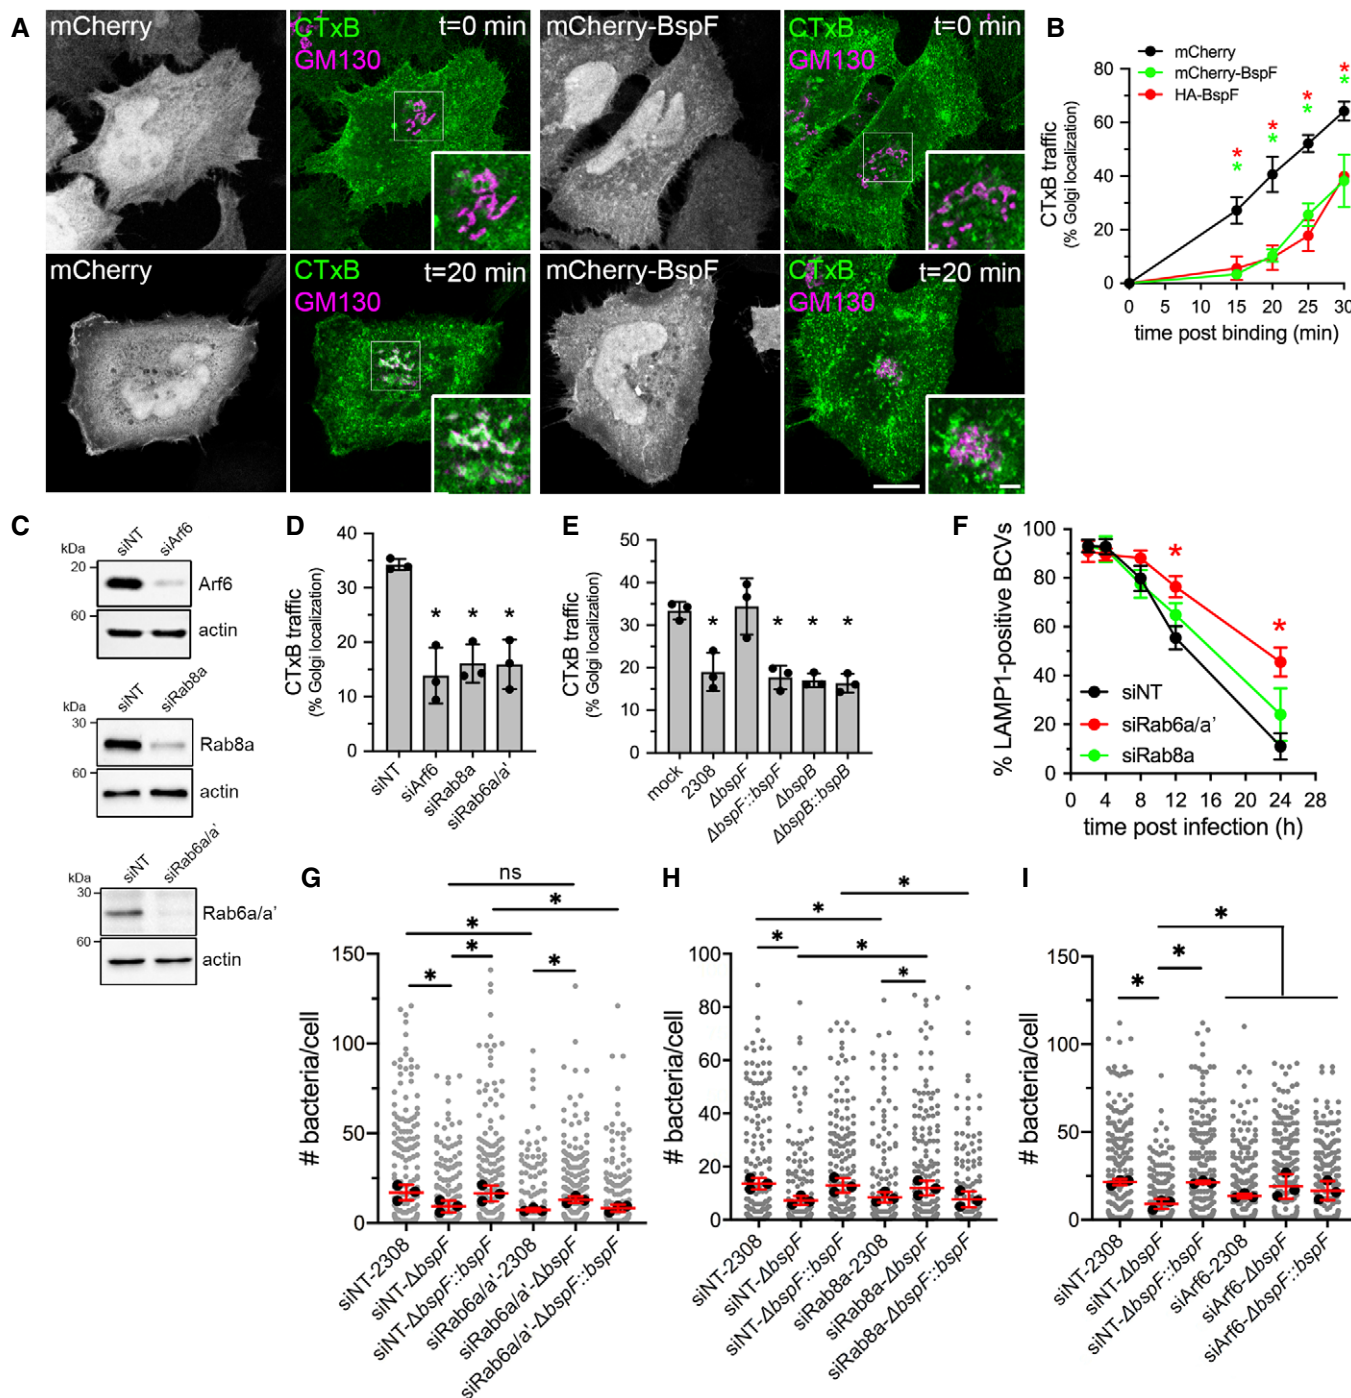 A
mCherry
CTxB
GM130
t=0 min
mCherry-BspF
CTxB
GM130
t=0 min
mCherry
CTxB
GM130
t=20 min
mCherry-BspF
CTxB
GM130
t=20 min
B
mCherry
mCherry-BspF
HA-BspF
CTxB traffic
(% Golgi localization)
80
60
40
20
0
* * * *
* * * *
0 5 10 15 20 25 30
time post binding (min)
C
kDa
siNT
siArf6
20
Arf6
60
actin
kDa
siNT
siRab8a
30
Rab8a
60
actin
kDa
siNT
siRab6a/a'
30
Rab6a/a'
60
actin
D
CTxB traffic
(% Golgi localization)
40
30
20
10
0
* * *
siNT
siArf6
siRab8a
siRab6a/a'
E
CTxB traffic
(% Golgi localization)
50
40
30
20
10
0
* * * *
mock
2308
ΔbspF
ΔbspF::bspF
ΔbspB
ΔbspB::bspB
F
% LAMP1-positive BCVs
100
80
60
40
20
0
* *
siNT
siRab6a/a'
siRab8a
0 4 8 12 16 20 24 28
time post infection (h)
G
ns
*
*
*
*
*
# bacteria/cell
150
100
50
0
siNT-2308
siNT-ΔbspF
siNT-ΔbspF::bspF
siRab6a/a'-2308
siRab6a/a'-ΔbspF
siRab6a/a'-ΔbspF::bspF
H
*
*
*
*
*
# bacteria/cell
100
80
60
40
20
0
siNT-2308
siNT-ΔbspF
siNT-ΔbspF::bspF
siRab8a-2308
siRab8a-ΔbspF
siRab8a-ΔbspF::bspF
I
*
*
*
# bacteria/cell
150
100
50
0
siNT-2308
siNT-ΔbspF
siNT-ΔbspF::bspF
siArf6-2308
siArf6-ΔbspF
siArf6-ΔbspF::bspF